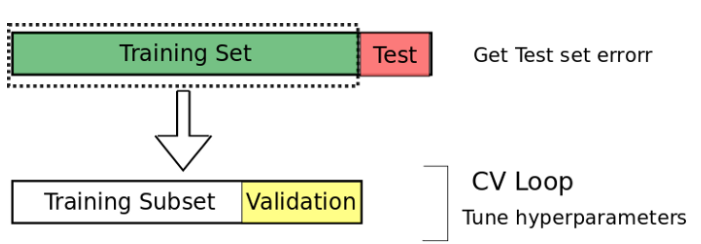 Training Set
Test
Get Test set errorr
Training Subset
Validation
CV Loop
Tune hyperparameters